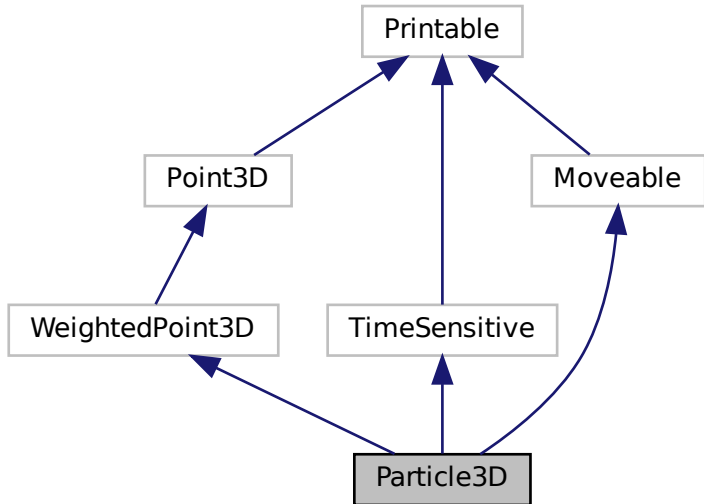 Printable
Point3D
Moveable
WeightedPoint3D
TimeSensitive
Particle3D